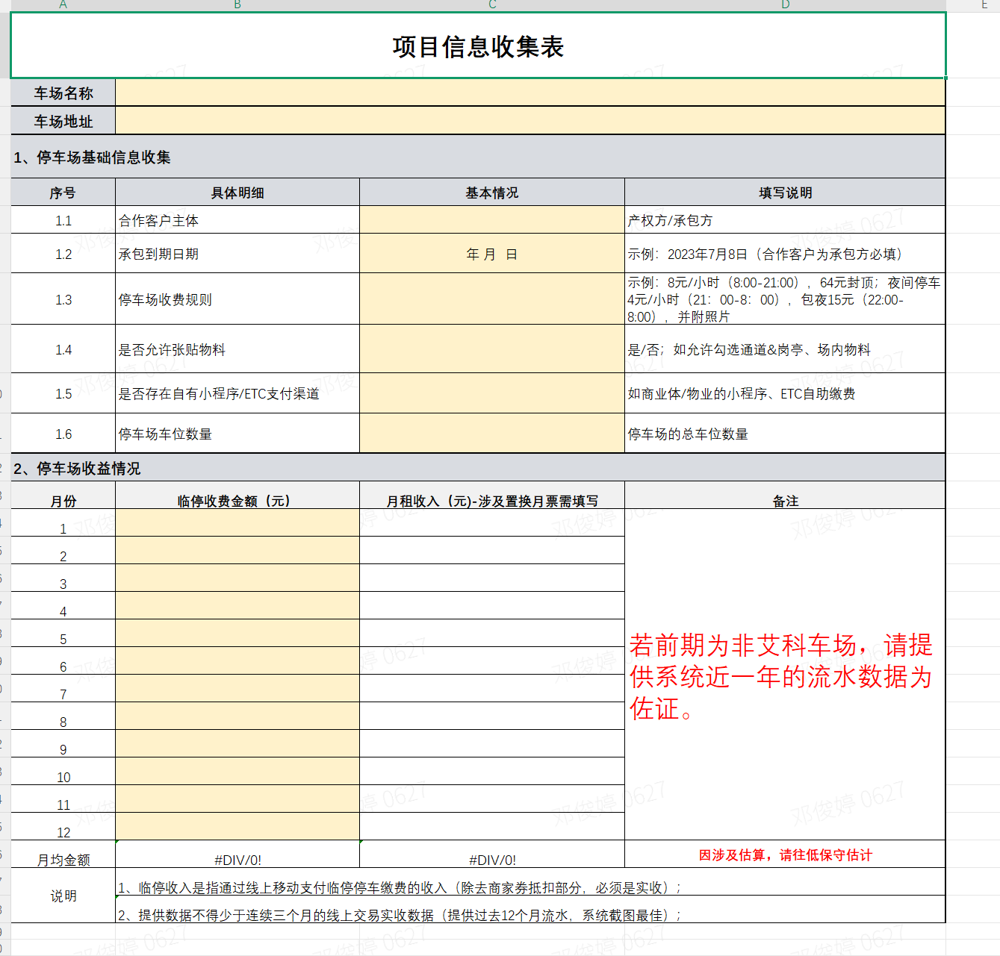 A B C D E
项目信息收集表
车场名称
车场地址
1、停车场基础信息收集
序号 具体明细 基本情况 填写说明
1.1 合作客户主体 产权方/承包方
1.2 承包到期日期 年 月 日 示例：2023年7月8日（合作客户为承包方必填）
1.3 停车场收费规则 示例：8元/小时（8:00-21:00），64元封顶；夜间停车
4元/小时（21：00-8：00），包夜15元（22:00-
8:00），并附照片
1.4 是否允许张贴物料 是/否；如允许勾选通道&岗亭、场内物料
1.5 是否存在自有小程序/ETC支付渠道 如商业体/物业的小程序、ETC自助缴费
1.6 停车场车位数量 停车场的总车位数量
2、停车场收益情况
月份 临停收费金额（元） 月租收入（元)-涉及置换月票需填写 备注
1
2
3
4
5
6
7
8
9
10
11
12
若前期为非艾科车场，请提
供系统近一年的流水数据为
佐证。
月均金额 #DIV/0! #DIV/0! 因涉及估算，请往低保守估计
说明
1、临停收入是指通过线上移动支付临停停车缴费的收入（除去商家券抵扣部分，必须是实收）；
2、提供数据不得少于连续三个月的线上交易实收数据（提供过去12个月流水，系统截图最佳）；
邓俊婷 0627